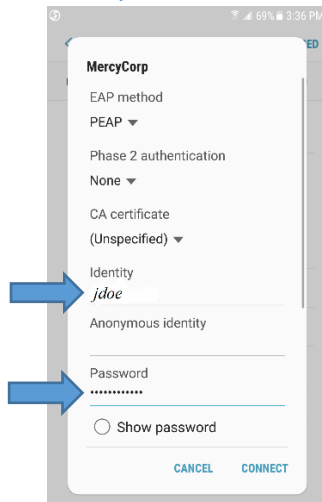 69% 3:36 PM
ED
MercyCorp
EAP method
PEAP
Phase 2 authentication
None
CA certificate
(Unspecified)
Identity
jdoe
Anonymous identity
Password
••••••••••••
Show password
CANCEL CONNECT